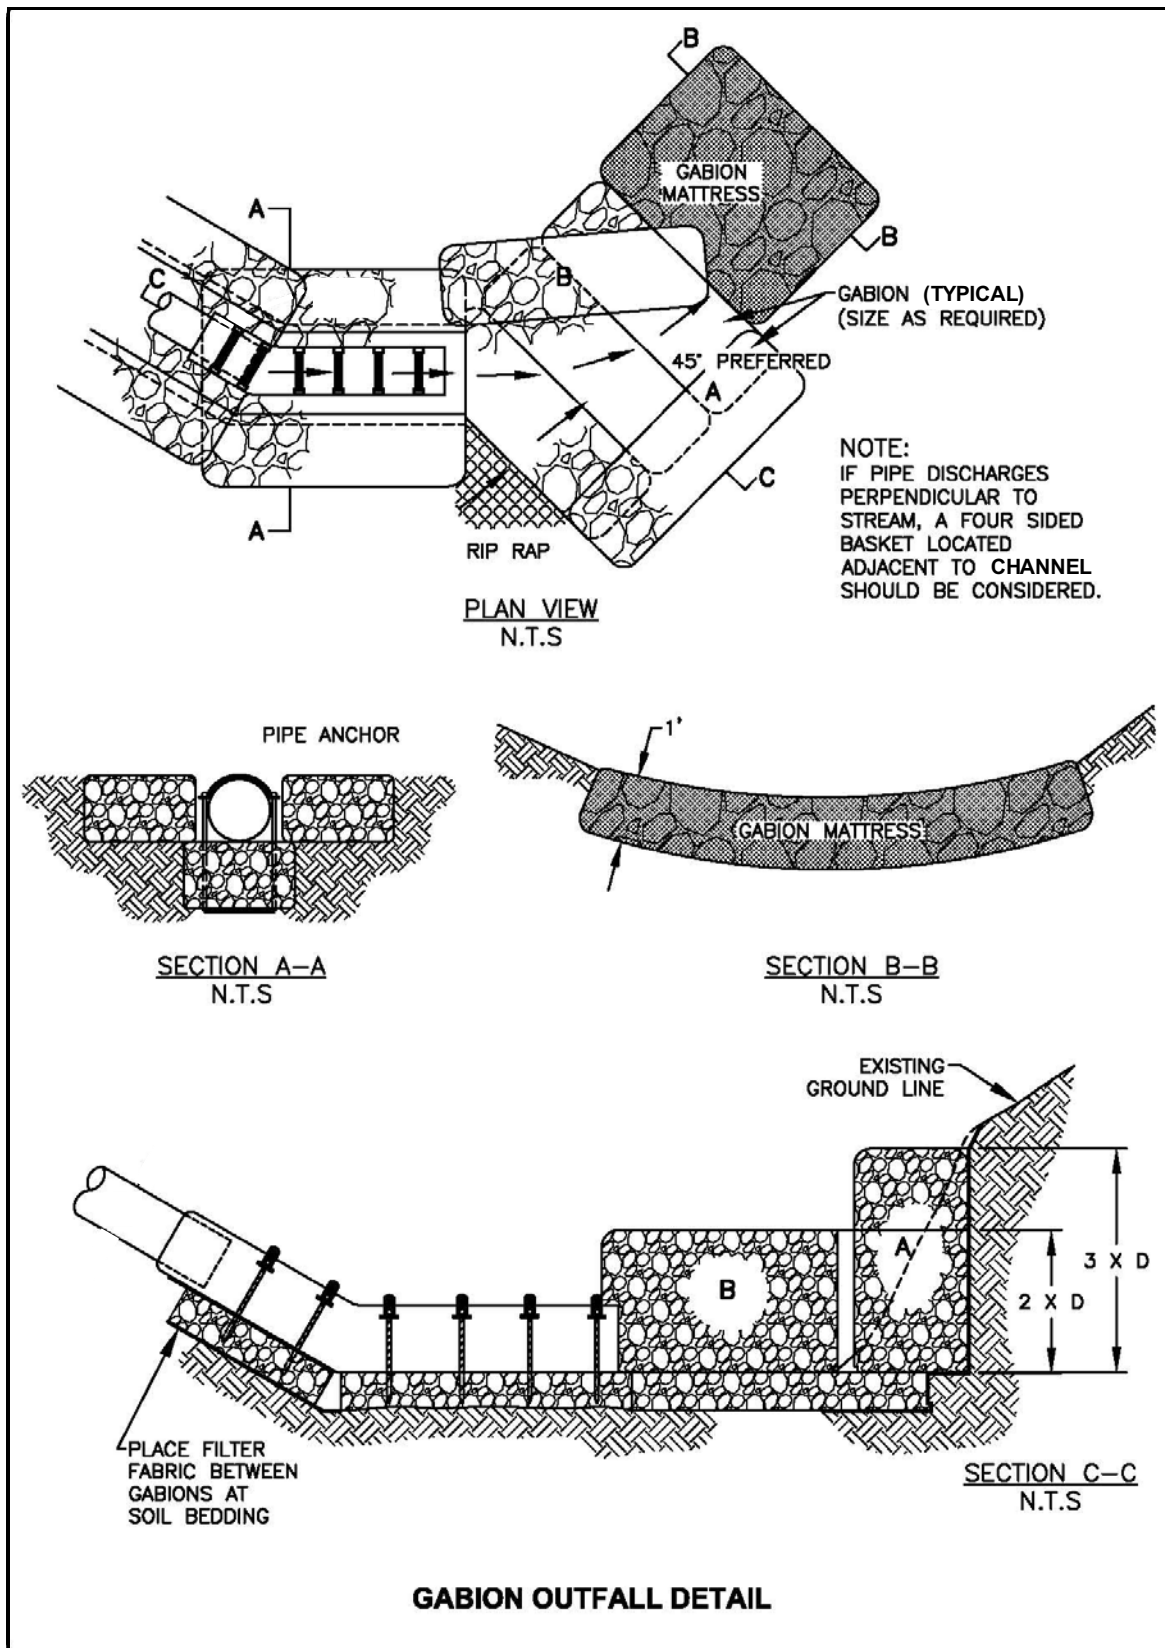 B
A
GABION
MATTRESS
B
C
B
GABION (TYPICAL)
(SIZE AS REQUIRED)
45° PREFERRED
A
C
A
RIP RAP
NOTE:
IF PIPE DISCHARGES
PERPENDICULAR TO
STREAM, A FOUR SIDED
BASKET LOCATED
ADJACENT TO CHANNEL
SHOULD BE CONSIDERED.
PLAN VIEW
N.T.S
PIPE ANCHOR
SECTION A-A
N.T.S
1'
GABION MATTRESS
SECTION B-B
N.T.S
EXISTING
GROUND LINE
A
B
3 X D
2 X D
PLACE FILTER
FABRIC BETWEEN
GABIONS AT
SOIL BEDDING
SECTION C-C
N.T.S
GABION OUTFALL DETAIL